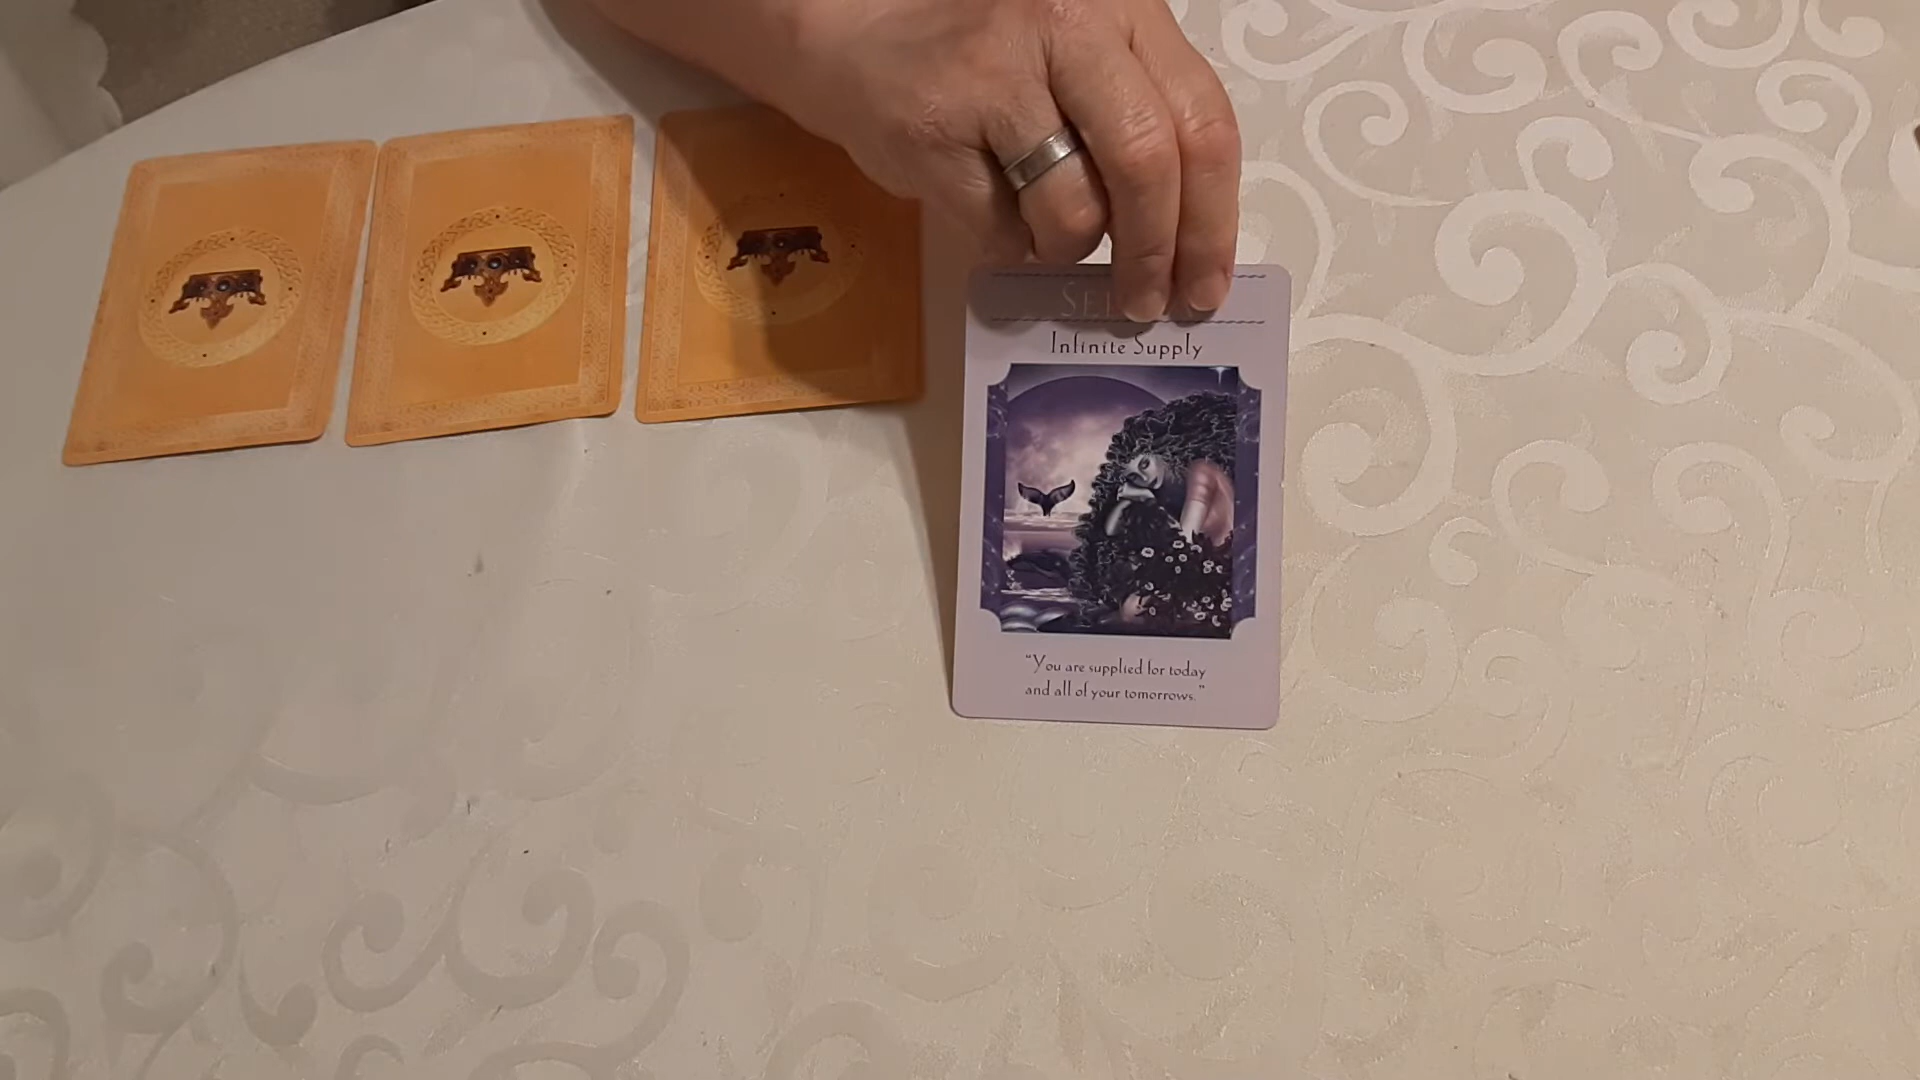 Infinite Supply
"You are supplied for today
and all of your tomorrows."